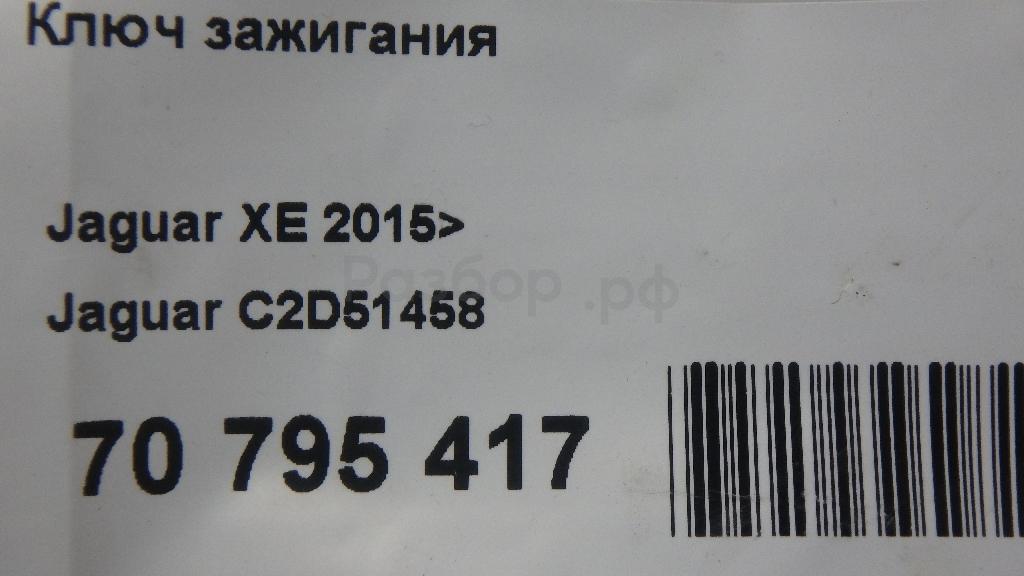 Ключ зажигания
Jaguar XE 2015>
Разбор.рф
Jaguar C2D51458
70 795 417